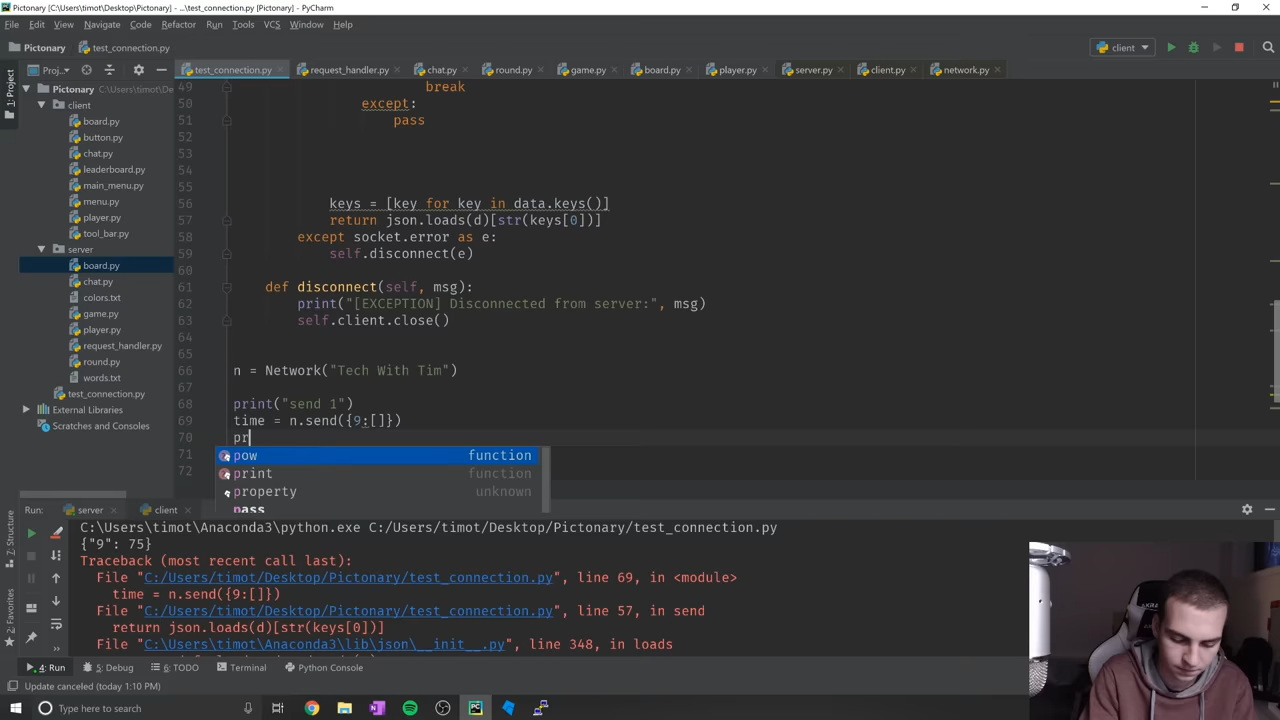 Pictonary [C:\Users\timot\Desktop\Pictonary] - ...\test_connection.py [Pictonary] - PyCharm
File Edit View Navigate Code Refactor Run Tools VCS Window Help
Pictonary test_connection.py client
Proj... test_connection.py request_handler.py chat.py round.py game.py board.py player.py server.py client.py network.py
1: Project
Pictonary C:\Users\timot\De
client
board.py
button.py
chat.py
leaderboard.py
main_menu.py
menu.py
player.py
tool_bar.py
server
board.py
chat.py
colors.txt
game.py
player.py
request_handler.py
round.py
words.txt
test_connection.py
External Libraries
Scratches and Consoles
49 break
50 except:
51 pass
52
53
54
55
56 keys = [key for key in data.keys()]
57 return json.loads(d)[str(keys[0])]
58 except socket.error as e:
59 self.disconnect(e)
60
61 def disconnect(self, msg):
62 print("[EXCEPTION] Disconnected from server:", msg)
63 self.client.close()
64
65
66 n = Network("Tech With Tim")
67
68 print("send 1")
69 time = n.send({9:[]})
70 pr
71
72
pow function
print function
property unknown
pass
Run: server client
C:\Users\timot\Anaconda3\python.exe C:/Users/timot/Desktop/Pictonary/test_connection.py
{"9": 75}
Traceback (most recent call last):
File "C:/Users/timot/Desktop/Pictonary/test_connection.py", line 69, in <module>
time = n.send({9:[]})
File "C:/Users/timot/Desktop/Pictonary/test_connection.py", line 57, in send
return json.loads(d)[str(keys[0])]
File "C:\Users\timot\Anaconda3\lib\json\__init__.py", line 348, in loads
7: Structure
2: Favorites
4: Run 5: Debug 6: TODO Terminal Python Console
Update canceled (today 1:10 PM)
Type here to search